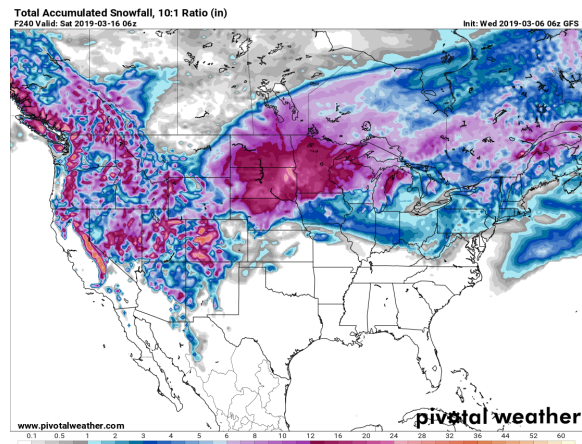 Total Accumulated Snowfall, 10:1 Ratio (in)
F240 Valid: Sat 2019-03-16 06z
Init: Wed 2019-03-06 06z GFS
www.pivotalweather.com
pivotal weather
0.1 0.5 1 2 3 4 5 6 8 10 12 16 20 24 28 32 36 44 52 60